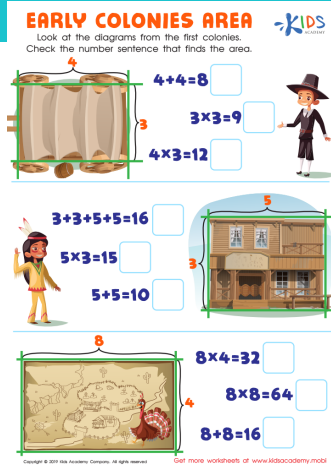 EARLY COLONIES AREA
KIDS
ACADEMY
Look at the diagrams from the first colonies.
Check the number sentence that finds the area.
4
3
4+4=8
3×3=9
4×3=12
3+3+5+5=16
5×3=15
5+5=10
5
3
8
4
8×4=32
8×8=64
8+8=16
Copyright © 2019 Kids Academy Company. All rights reserved
Get more worksheets at www.kidsacademy.mobi